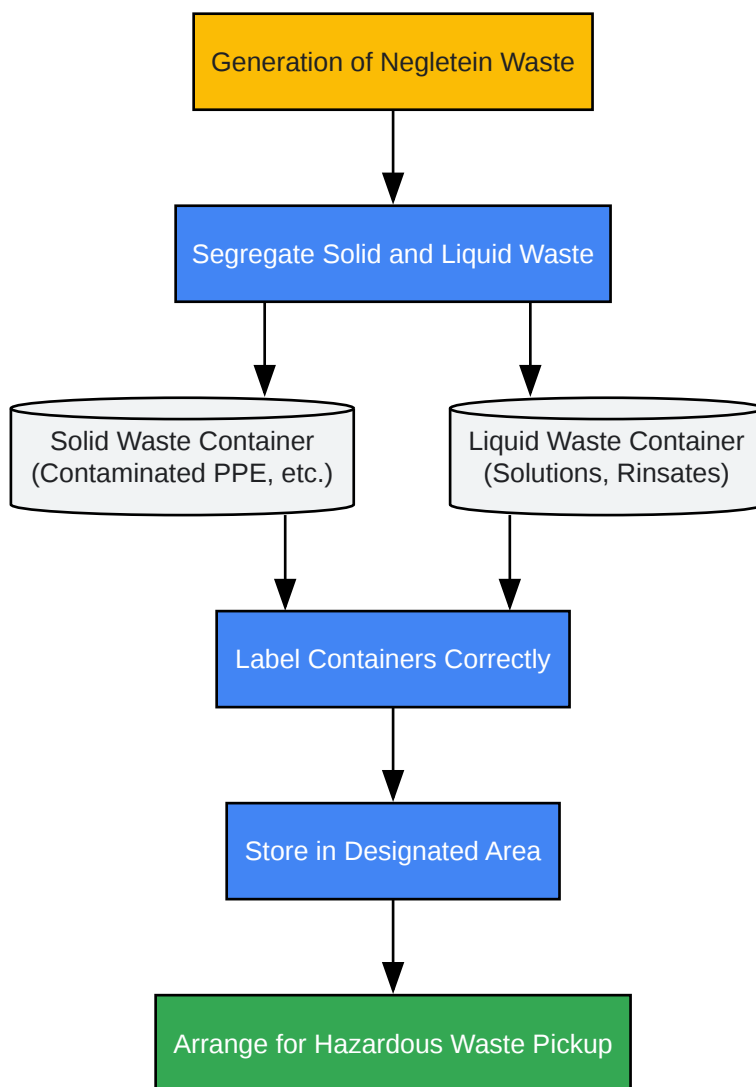 Generation of Negletein Waste
Segregate Solid and Liquid Waste
Solid Waste Container
(Contaminated PPE, etc.)
Liquid Waste Container
(Solutions, Rinsates)
Label Containers Correctly
Store in Designated Area
Arrange for Hazardous Waste Pickup